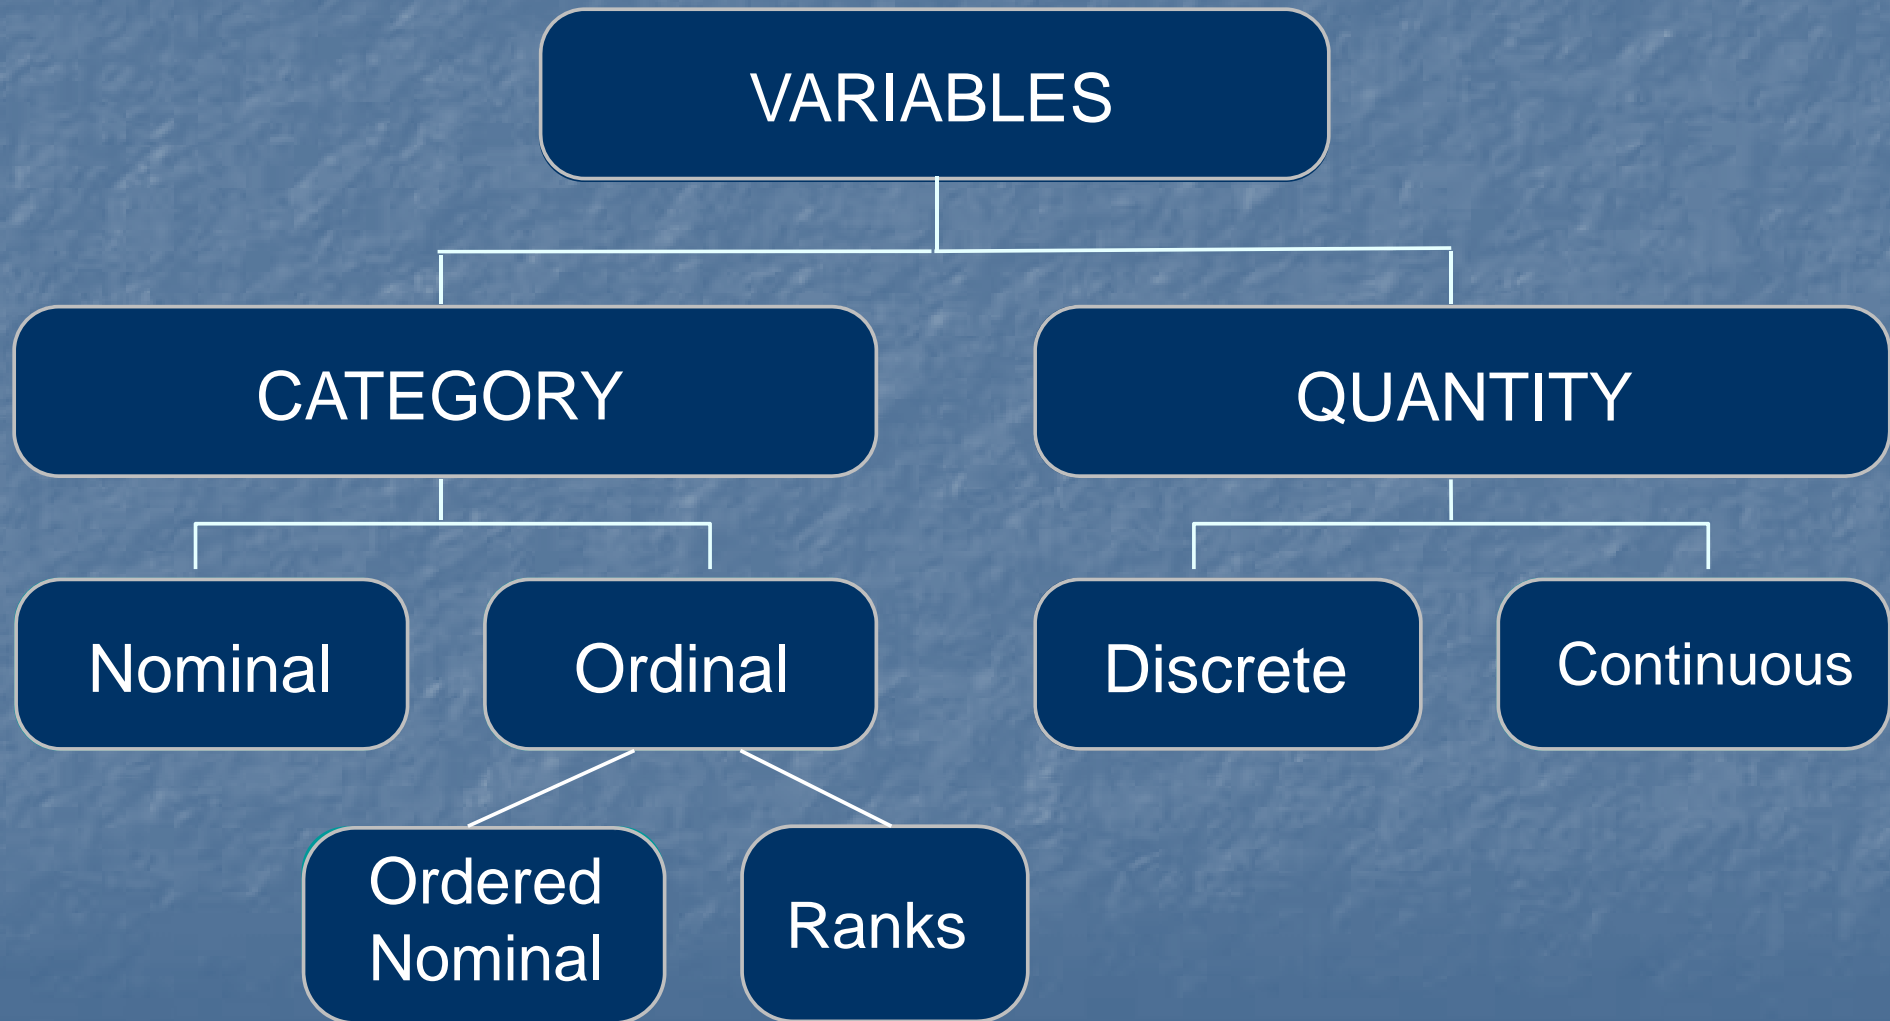 VARIABLES
CATEGORY
QUANTITY
Nominal
Ordinal
Discrete
Continuous
Ordered
Nominal
Ranks